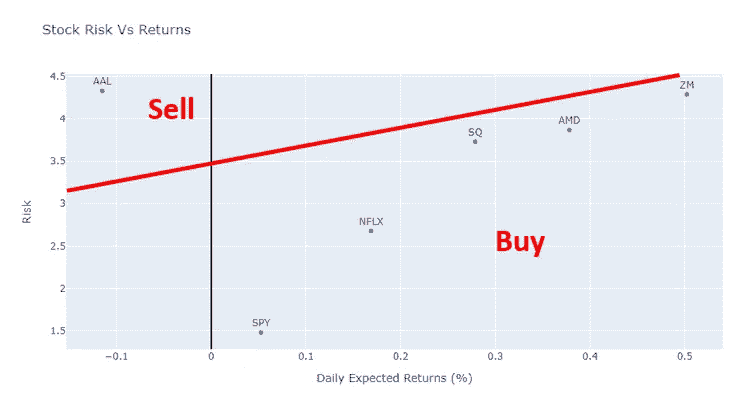 Stock Risk Vs Returns
4.5
AAL
ZM
Sell
4
AMD
SQ
3.5
3
Risk
NFLX
2.5
Buy
2
SPY
1.5
−0.1
0
0.1
0.2
0.3
0.4
0.5
Daily Expected Returns (%)